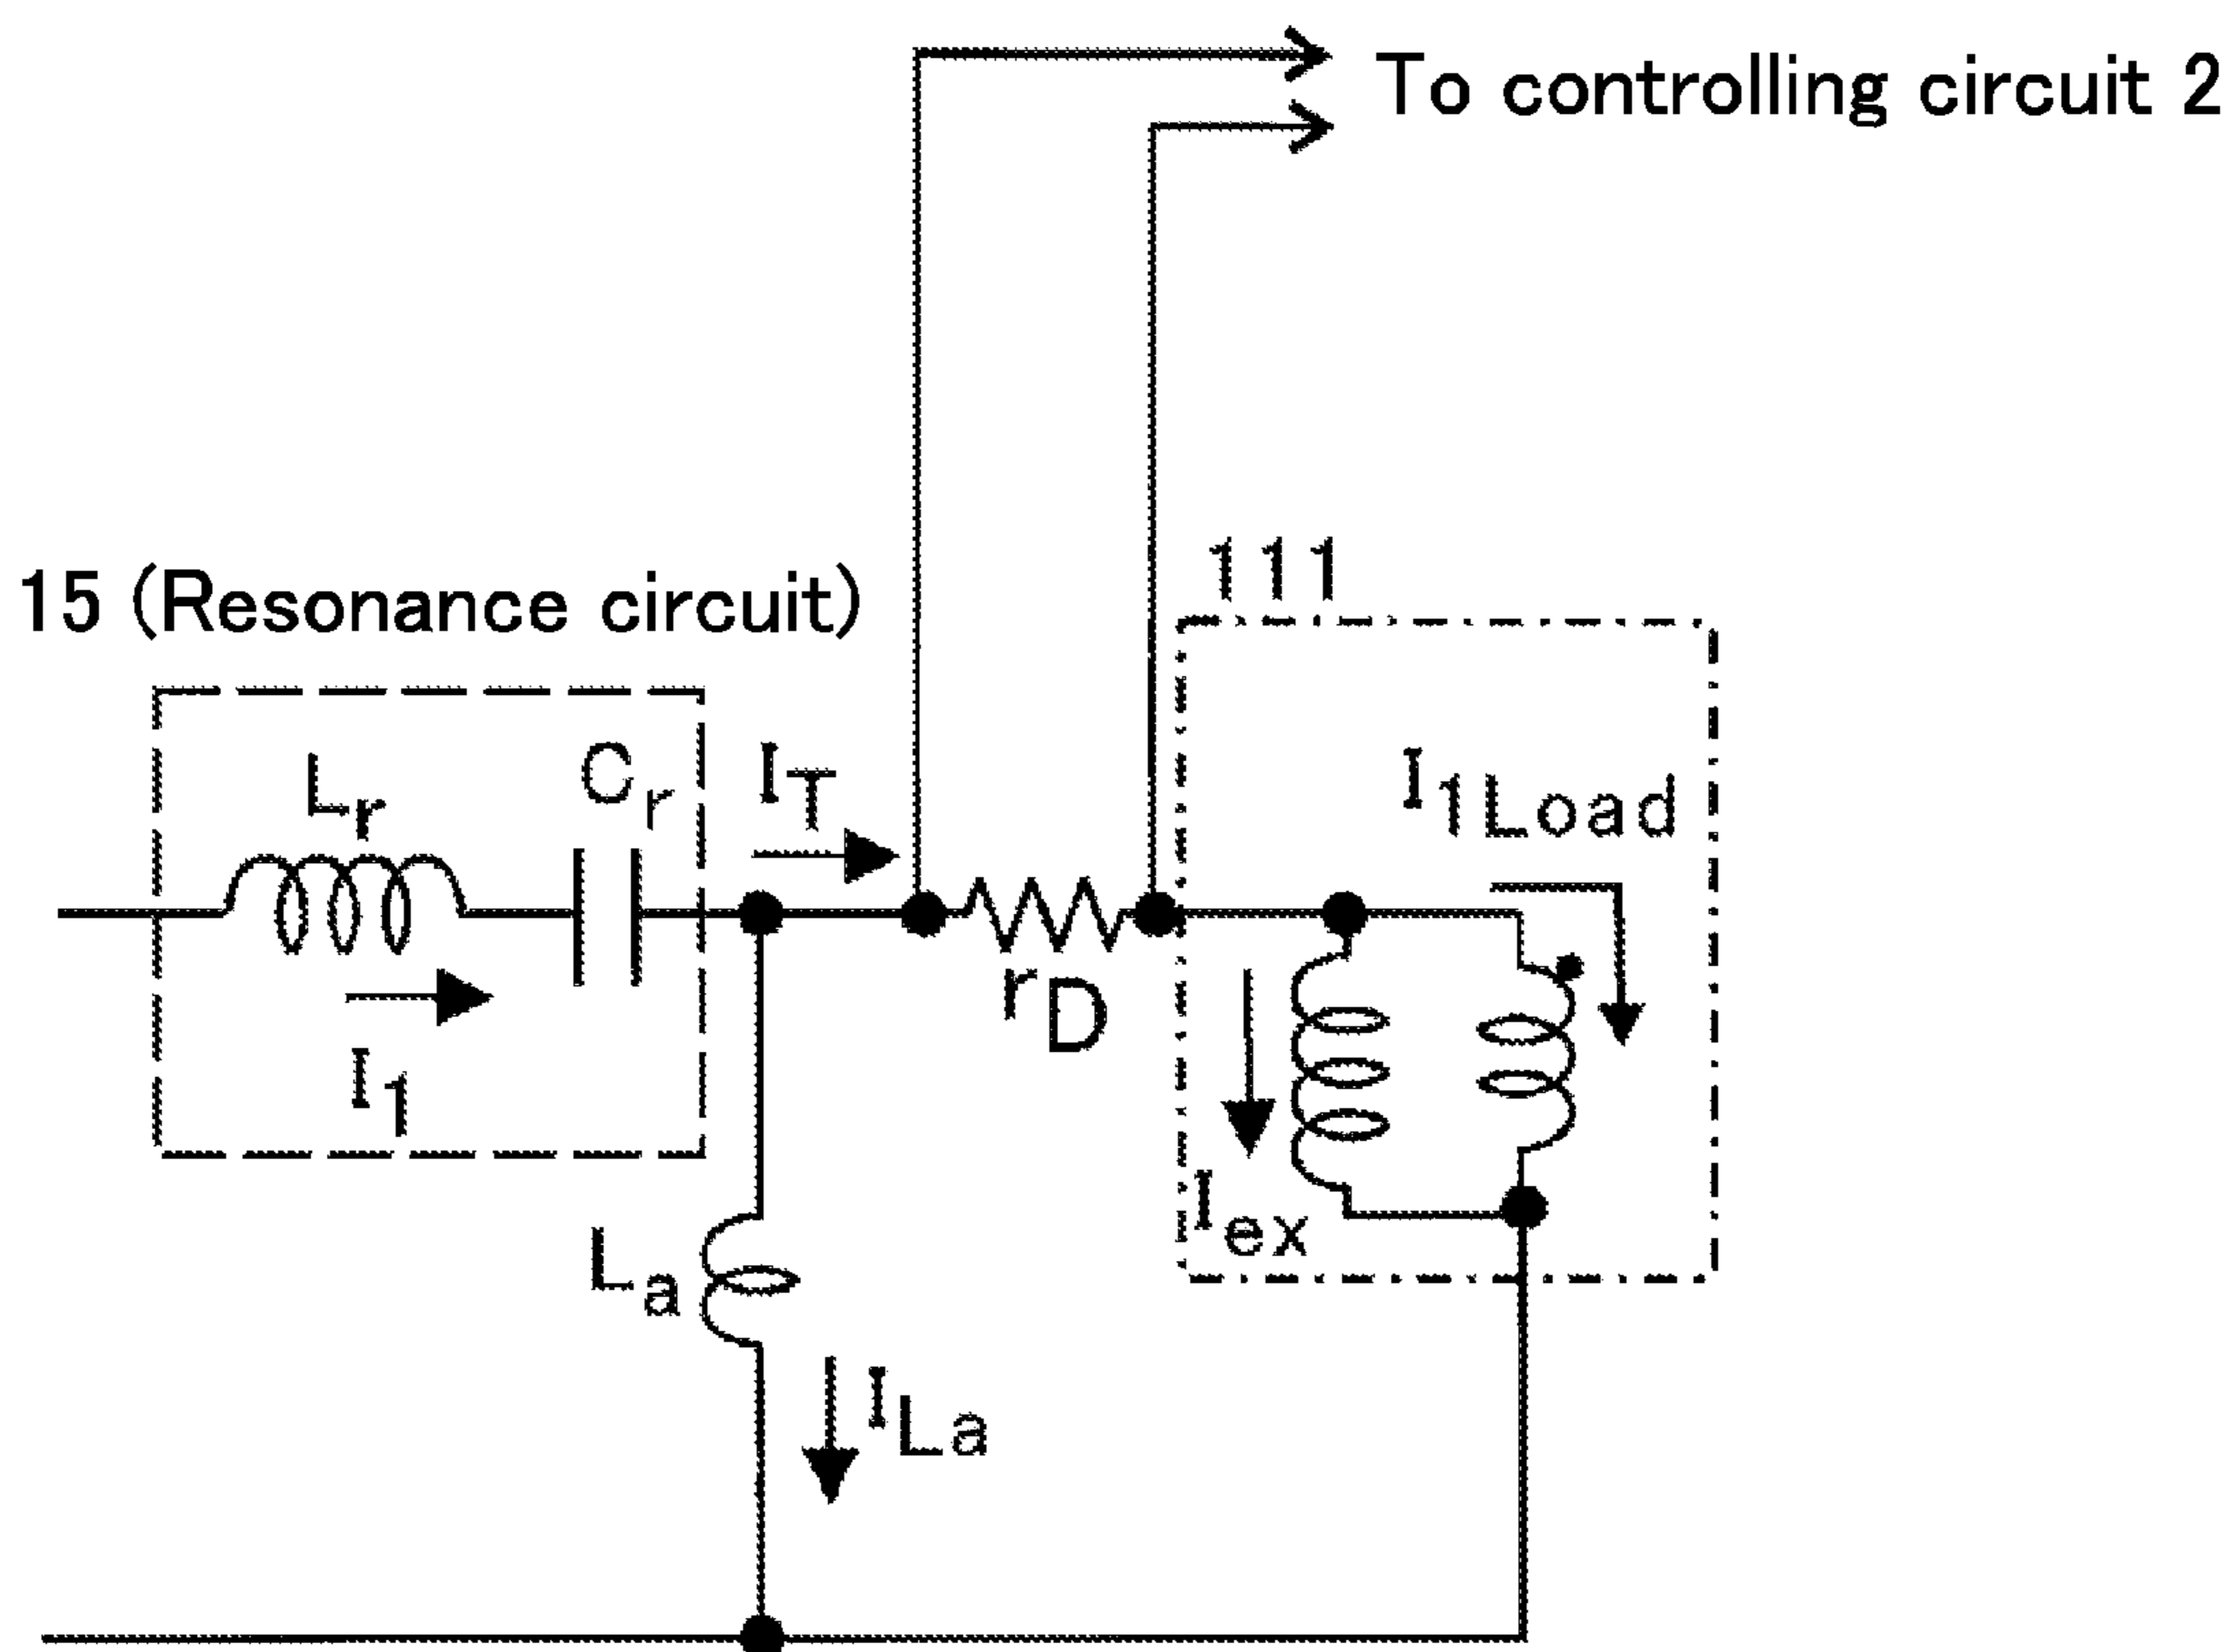 To controlling circuit 2
15 (Resonance circuit)
111
Lr
Cr
IT
I1Load
I1
rD
Iex
La
ILa